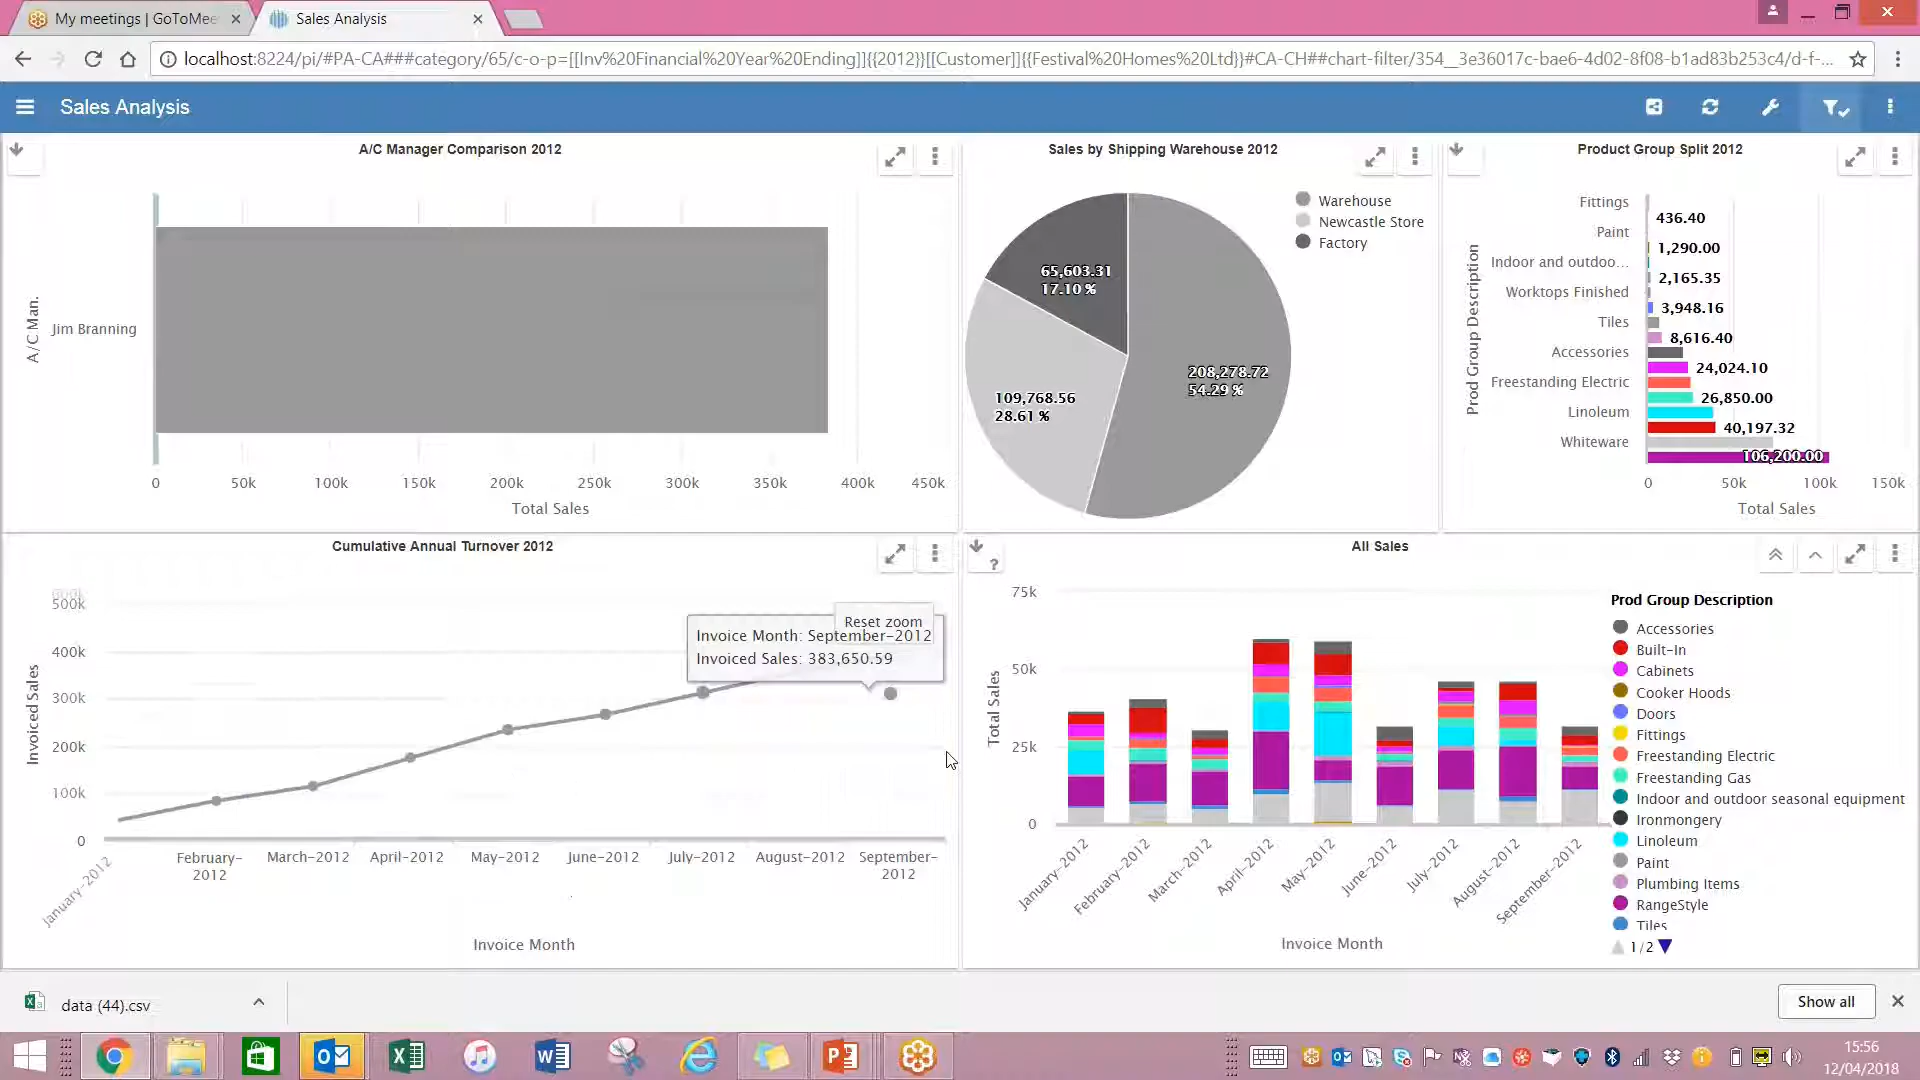 My meetings | GoToMee
Sales Analysis
localhost:8224/pi/#PA-CA###category/65/c-o-p=[[Inv%20Financial%20Year%20Ending]]{{2012}}[[Customer]]{{Festival%20Homes%20Ltd}}#CA-CH##chart-filter/354__3e36017c-bae6-4d02-8f08-b1ad83b253c4/d-f-...
Sales Analysis
A/C Manager Comparison 2012
A/C Man.
Jim Branning
0 50k 100k 150k 200k 250k 300k 350k 400k 450k
Total Sales
Sales by Shipping Warehouse 2012
Warehouse
Newcastle Store
Factory
65,603.31
17.10 %
208,278.72
54.29 %
109,768.56
28.61 %
Product Group Split 2012
Prod Group Description
Fittings
436.40
Paint
1,290.00
Indoor and outdoo...
2,165.35
Worktops Finished
3,948.16
Tiles
8,616.40
Accessories
24,024.10
Freestanding Electric
26,850.00
Linoleum
40,197.32
Whiteware
106,200.00
0 50k 100k 150k
Total Sales
Cumulative Annual Turnover 2012
Invoiced Sales
500k
400k
300k
200k
100k
0
Reset zoom
Invoice Month: September-2012
Invoiced Sales: 383,650.59
January-2012
February-2012
March-2012
April-2012
May-2012
June-2012
July-2012
August-2012
September-2012
Invoice Month
?
All Sales
Total Sales
75k
50k
25k
0
January-2012
February-2012
March-2012
April-2012
May-2012
June-2012
July-2012
August-2012
September-2012
Invoice Month
Prod Group Description
Accessories
Built-In
Cabinets
Cooker Hoods
Doors
Fittings
Freestanding Electric
Freestanding Gas
Indoor and outdoor seasonal equipment
Ironmongery
Linoleum
Paint
Plumbing Items
RangeStyle
Tiles
1/2
data (44).csv
Show all
15:56
12/04/2018